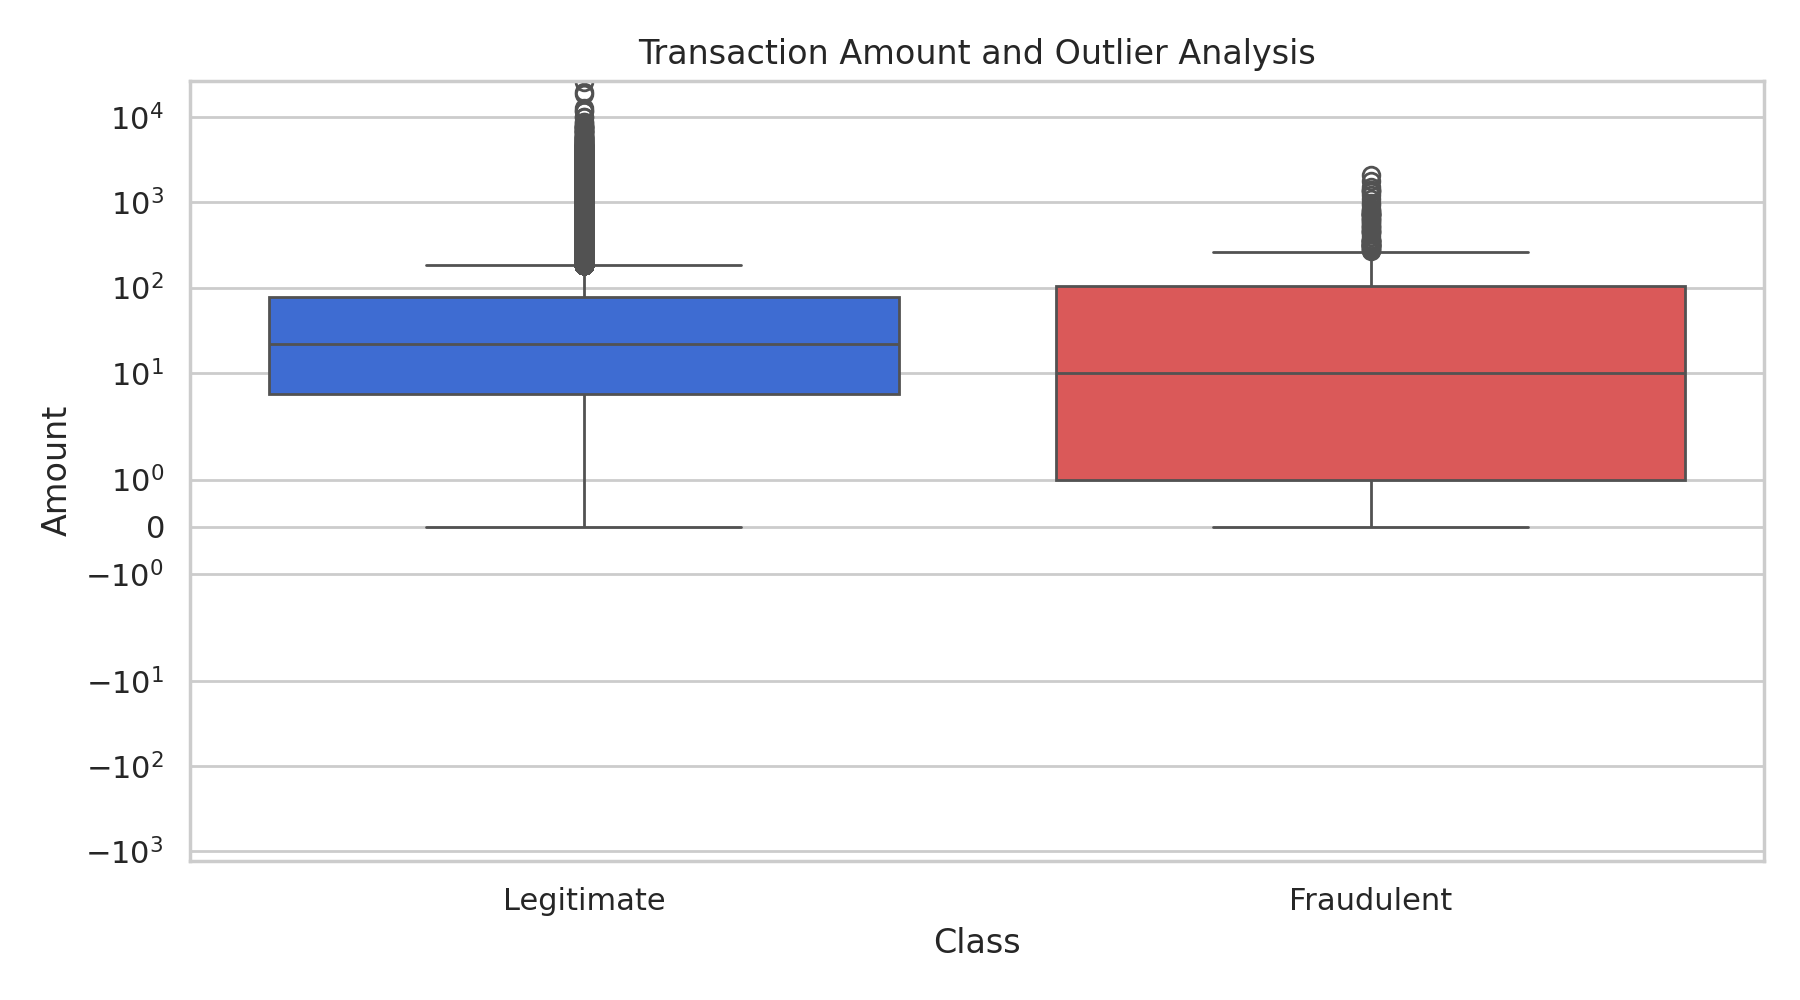 Transaction Amount and Outlier Analysis
10⁴
10³
10²
10¹
10⁰
0
−10⁰
−10¹
−10²
−10³
Amount
Legitimate Fraudulent
Class